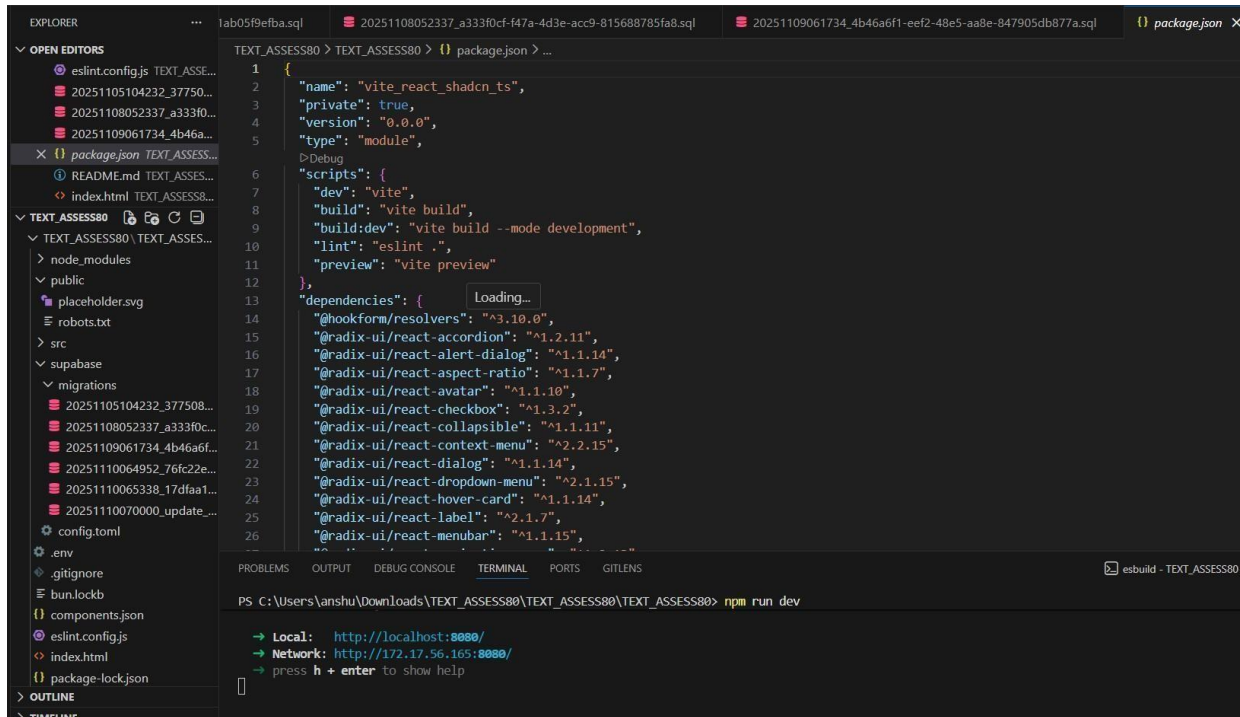 EXPLORER
...
1ab05f9efba.sql
20251108052337_a333f0cf-f47a-4d3e-acc9-815688785fa8.sql
20251109061734_4b46a6f1-eef2-48e5-aa8e-847905db877a.sql
{} package.json
OPEN EDITORS
eslint.config.js TEXT_ASSE...
20251105104232_37750...
20251108052337_a333f0...
20251109061734_4b46a...
{} package.json TEXT_ASSESS...
README.md TEXT_ASSES...
index.html TEXT_ASSESS8...
TEXT_ASSESS80
TEXT_ASSESS80\TEXT_ASSES...
node_modules
public
placeholder.svg
robots.txt
src
supabase
migrations
20251105104232_377508...
20251108052337_a333f0c...
20251109061734_4b46a6f...
20251110064952_76fc22e...
20251110065338_17dfaa1...
20251110070000_update_...
config.toml
.env
.gitignore
bun.lockb
{} components.json
eslint.config.js
index.html
{} package-lock.json
OUTLINE
TIMELINE
TEXT_ASSESS80 > TEXT_ASSESS80 > {} package.json > ...
1 {
2 "name": "vite_react_shadcn_ts",
3 "private": true,
4 "version": "0.0.0",
5 "type": "module",
Debug
6 "scripts": {
7 "dev": "vite",
8 "build": "vite build",
9 "build:dev": "vite build --mode development",
10 "lint": "eslint .",
11 "preview": "vite preview"
12 },
13 "dependencies": {
Loading...
14 "@hookform/resolvers": "^3.10.0",
15 "@radix-ui/react-accordion": "^1.2.11",
16 "@radix-ui/react-alert-dialog": "^1.1.14",
17 "@radix-ui/react-aspect-ratio": "^1.1.7",
18 "@radix-ui/react-avatar": "^1.1.10",
19 "@radix-ui/react-checkbox": "^1.3.2",
20 "@radix-ui/react-collapsible": "^1.1.11",
21 "@radix-ui/react-context-menu": "^2.2.15",
22 "@radix-ui/react-dialog": "^1.1.14",
23 "@radix-ui/react-dropdown-menu": "^2.1.15",
24 "@radix-ui/react-hover-card": "^1.1.14",
25 "@radix-ui/react-label": "^2.1.7",
26 "@radix-ui/react-menubar": "^1.1.15",
PROBLEMS OUTPUT DEBUG CONSOLE TERMINAL PORTS GITLENS
esbuild - TEXT_ASSESS80
PS C:\Users\anshu\Downloads\TEXT_ASSESS80\TEXT_ASSESS80\TEXT_ASSESS80> npm run dev
➜ Local: http://localhost:8080/
➜ Network: http://172.17.56.165:8080/
➜ press h + enter to show help